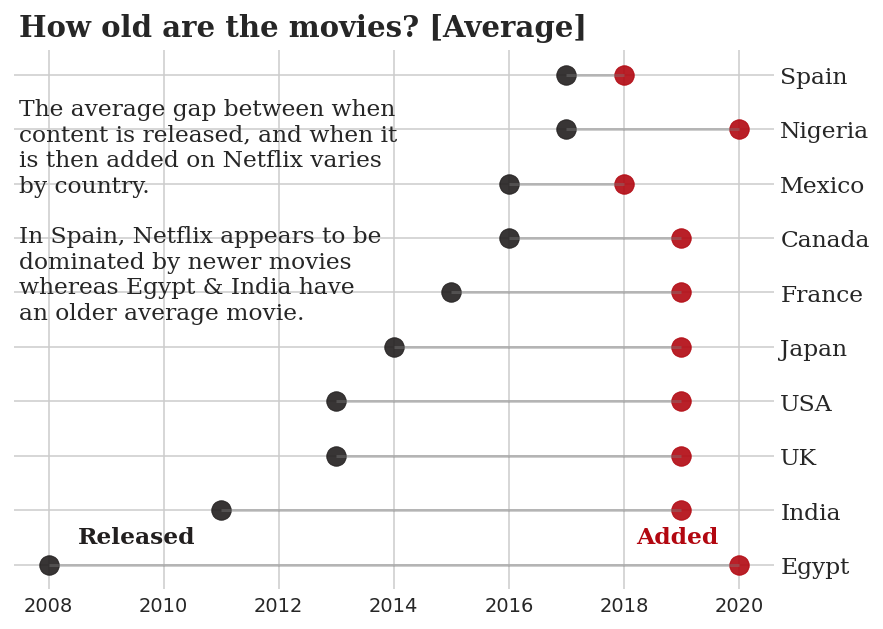 How old are the movies? [Average]
Spain
The average gap between when
content is released, and when it
is then added on Netflix varies
by country.
Nigeria
Mexico
In Spain, Netflix appears to be
dominated by newer movies
whereas Egypt & India have
an older average movie.
Canada
France
Japan
USA
UK
India
Released
Added
Egypt
2008 2010 2012 2014 2016 2018 2020